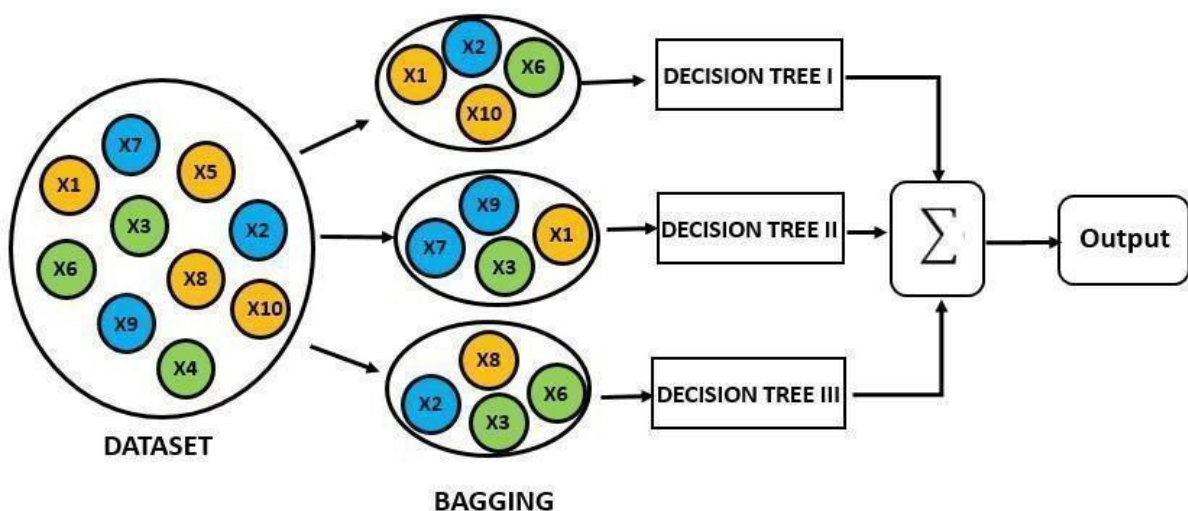 X7
X1
X5
X3
X2
X6
X8
X10
X9
X4
DATASET
X2
X1
X6
X10
X9
X7
X1
X3
X8
X2
X6
X3
BAGGING
DECISION TREE I
DECISION TREE II
DECISION TREE III
∑
Output